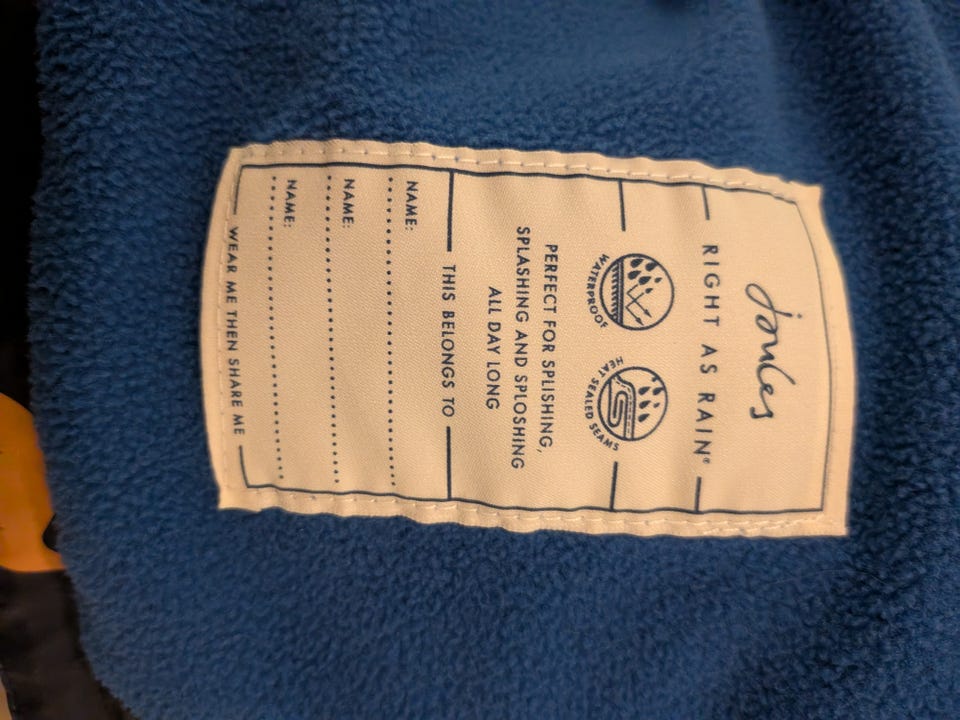 joules
RIGHT AS RAIN®
WATERPROOF
HEAT SEALED SEAMS
PERFECT FOR SPLISHING,
SPLASHING AND SPLOSHING
ALL DAY LONG
THIS BELONGS TO
NAME:
NAME:
NAME:
WEAR ME THEN SHARE ME